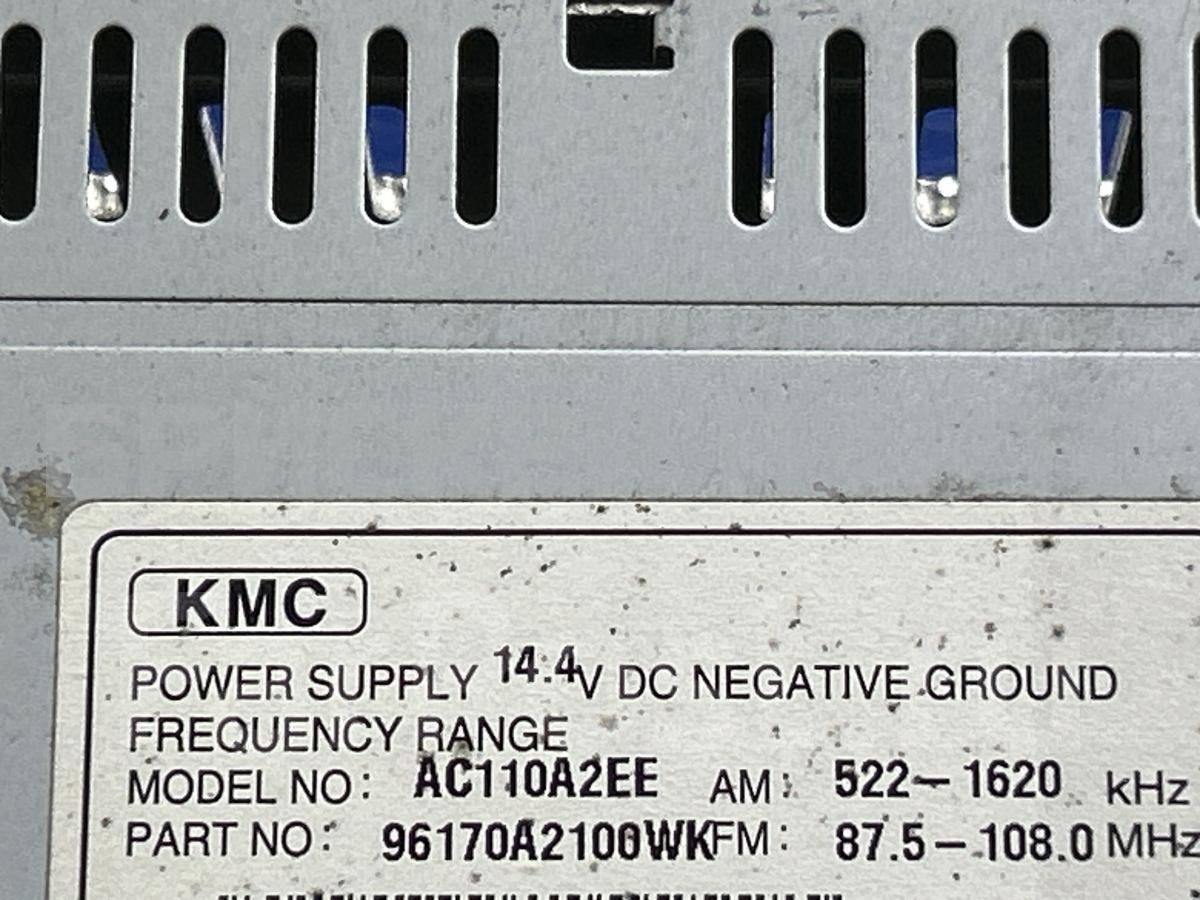 KMC
POWER SUPPLY 14.4V DC NEGATIVE GROUND
FREQUENCY RANGE
MODEL NO: AC110A2EE AM: 522-1620 kHz
PART NO: 96170A2100WK FM: 87.5-108.0 MHz